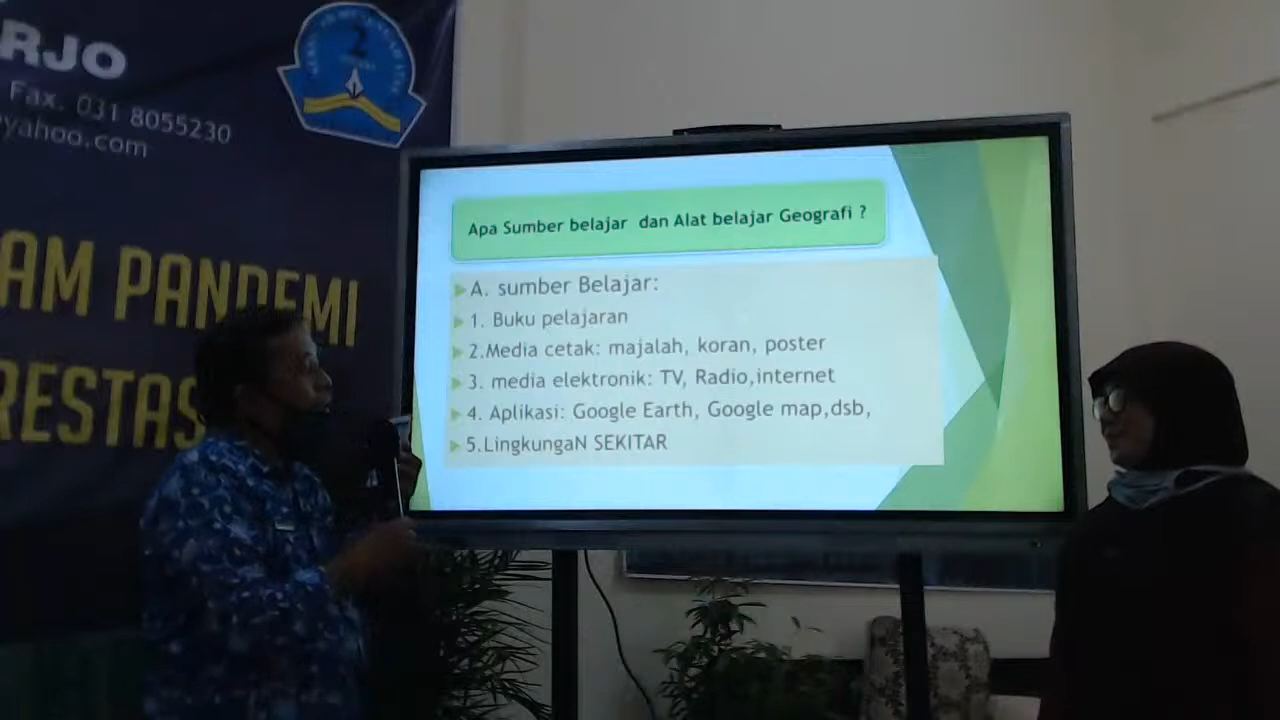 RJO
Fax. 031 8055230
yahoo.com
2
AM PANDEMI
RESTAS
Apa Sumber belajar dan Alat belajar Geografi ?
A. sumber Belajar:
1. Buku pelajaran
2.Media cetak: majalah, koran, poster
3. media elektronik: TV, Radio,internet
4. Aplikasi: Google Earth, Google map,dsb,
5.LingkungaN SEKITAR